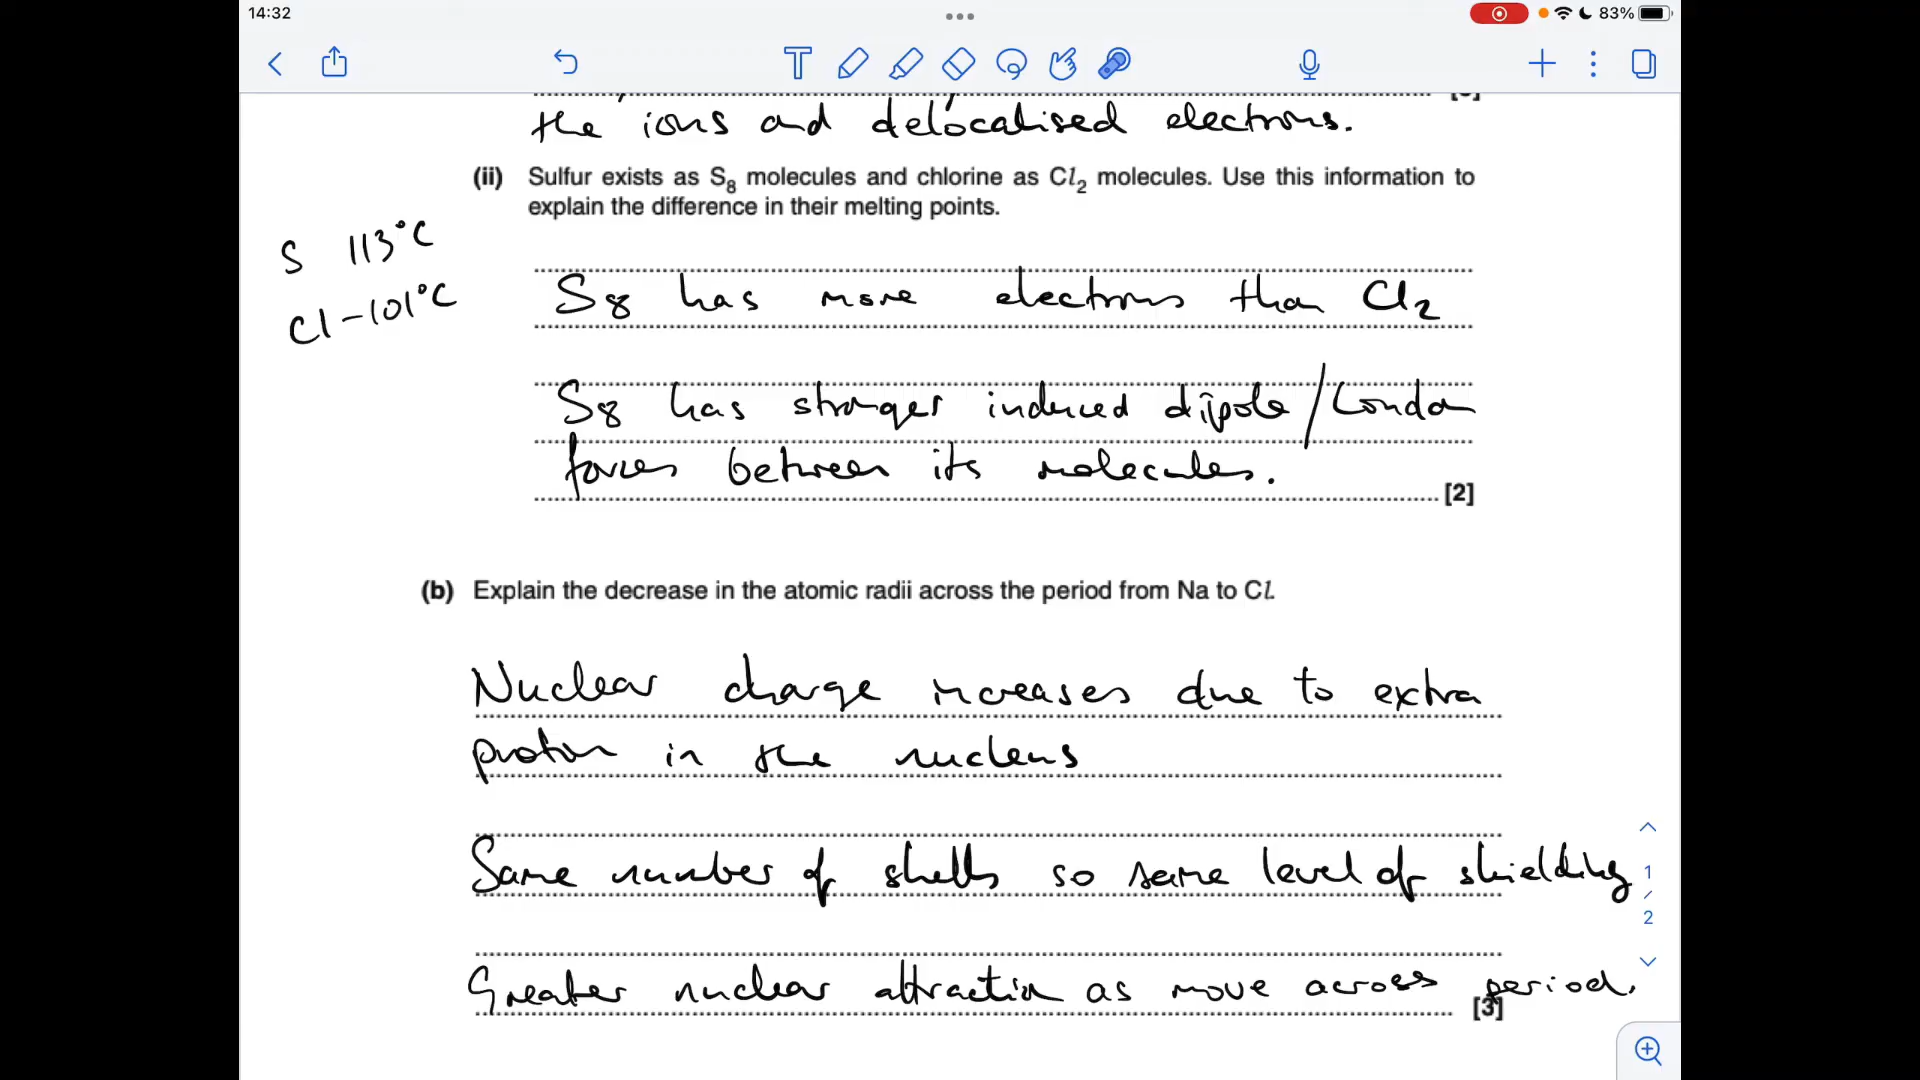 14:32
83%
[3]
the ions and delocalised electrons.
(ii) Sulfur exists as S8 molecules and chlorine as Cl2 molecules. Use this information to
explain the difference in their melting points.
S 113°C
Cl -101°C
S8 has more electrons than Cl2
S8 has stronger induced dipole/London
forces between its molecules.
[2]
(b) Explain the decrease in the atomic radii across the period from Na to Cl.
Nuclear charge increases due to extra
proton in the nucleus
Same number of shells so same level of shielding
Greater nuclear attraction as move across period.
[3]
1
/
2